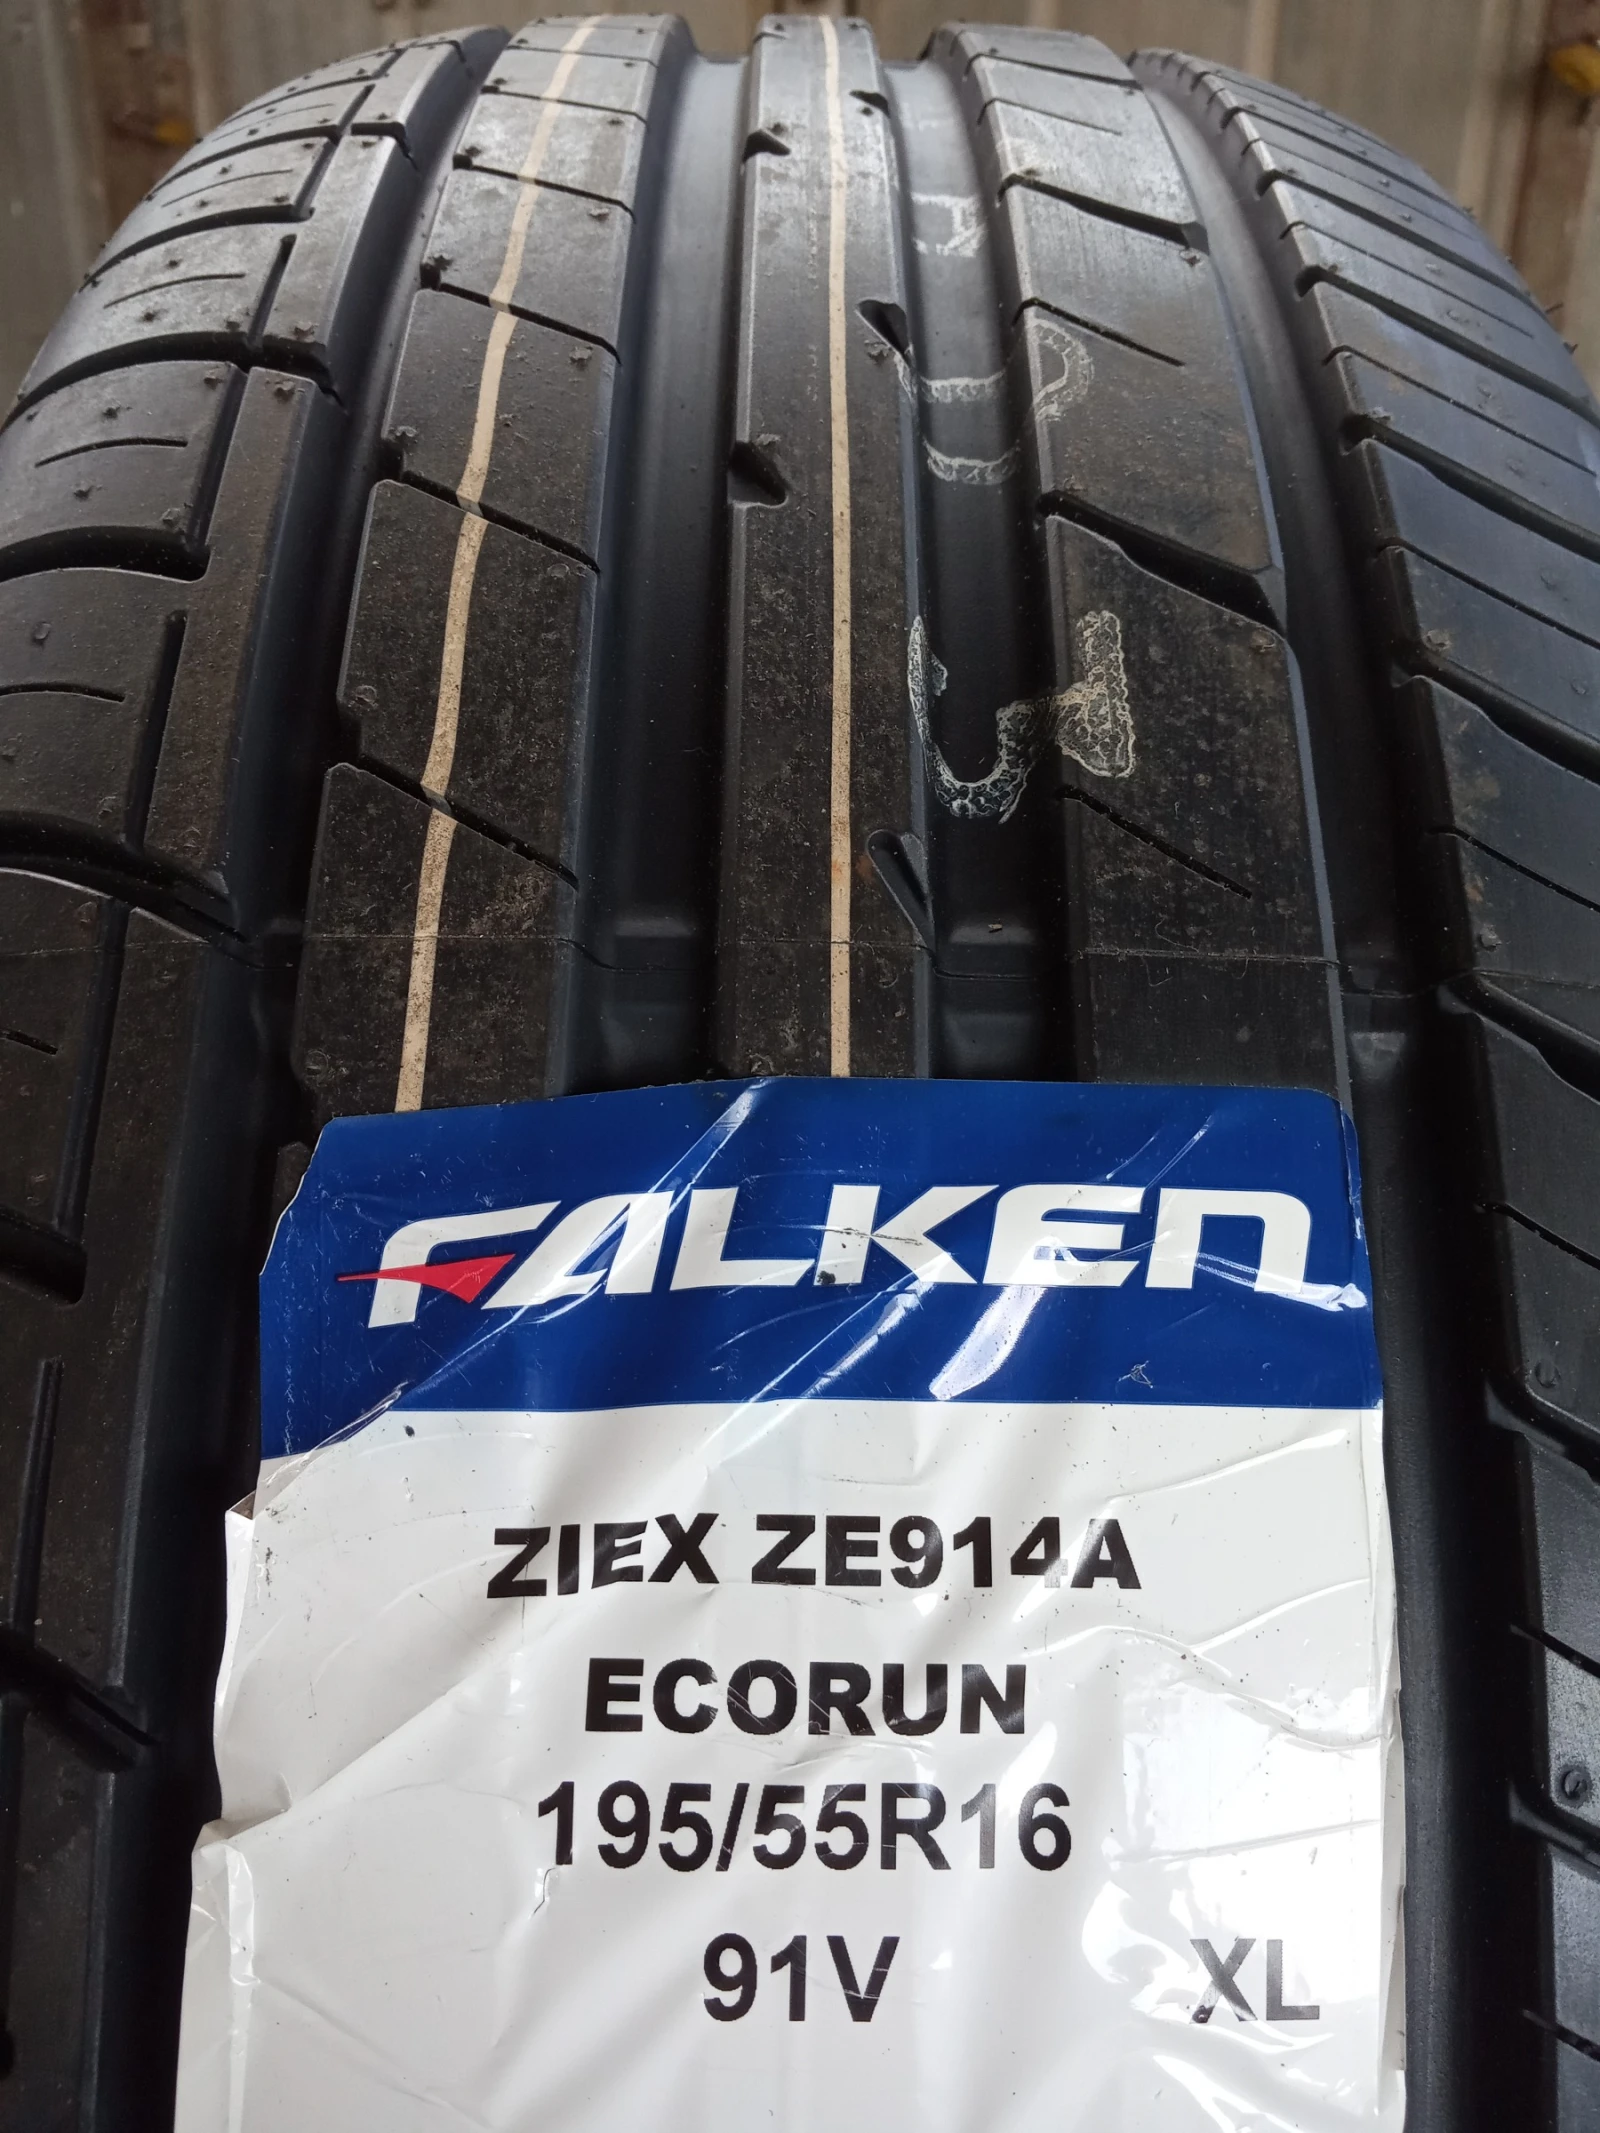 FALKEN
ZIEX ZE914A
ECORUN
195/55R16
91V XL